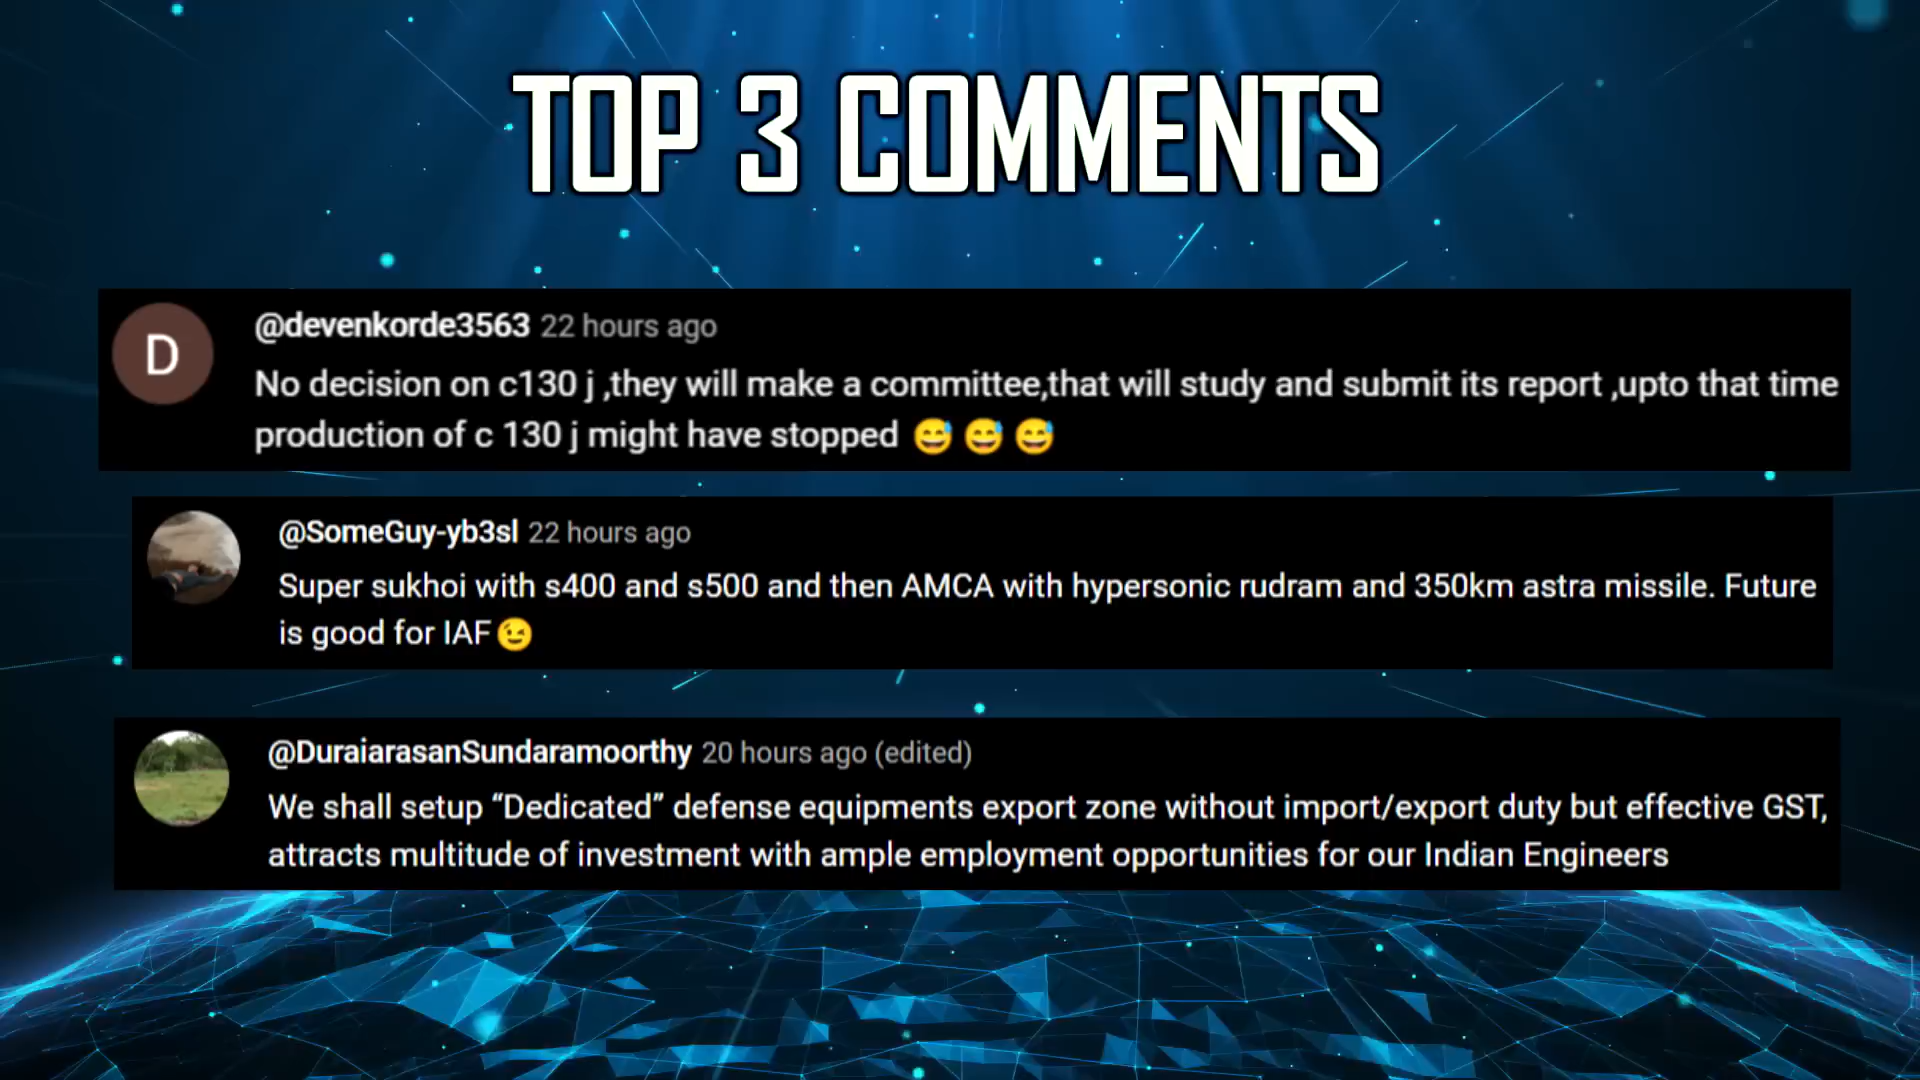 TOP 3 COMMENTS
D
@devenkorde3563 22 hours ago
No decision on c130 j ,they will make a committee,that will study and submit its report ,upto that time
production of c 130 j might have stopped 😅 😅 😅
@SomeGuy-yb3sl 22 hours ago
Super sukhoi with s400 and s500 and then AMCA with hypersonic rudram and 350km astra missile. Future
is good for IAF😉
@DuraiarasanSundaramoorthy 20 hours ago (edited)
We shall setup “Dedicated” defense equipments export zone without import/export duty but effective GST,
attracts multitude of investment with ample employment opportunities for our Indian Engineers